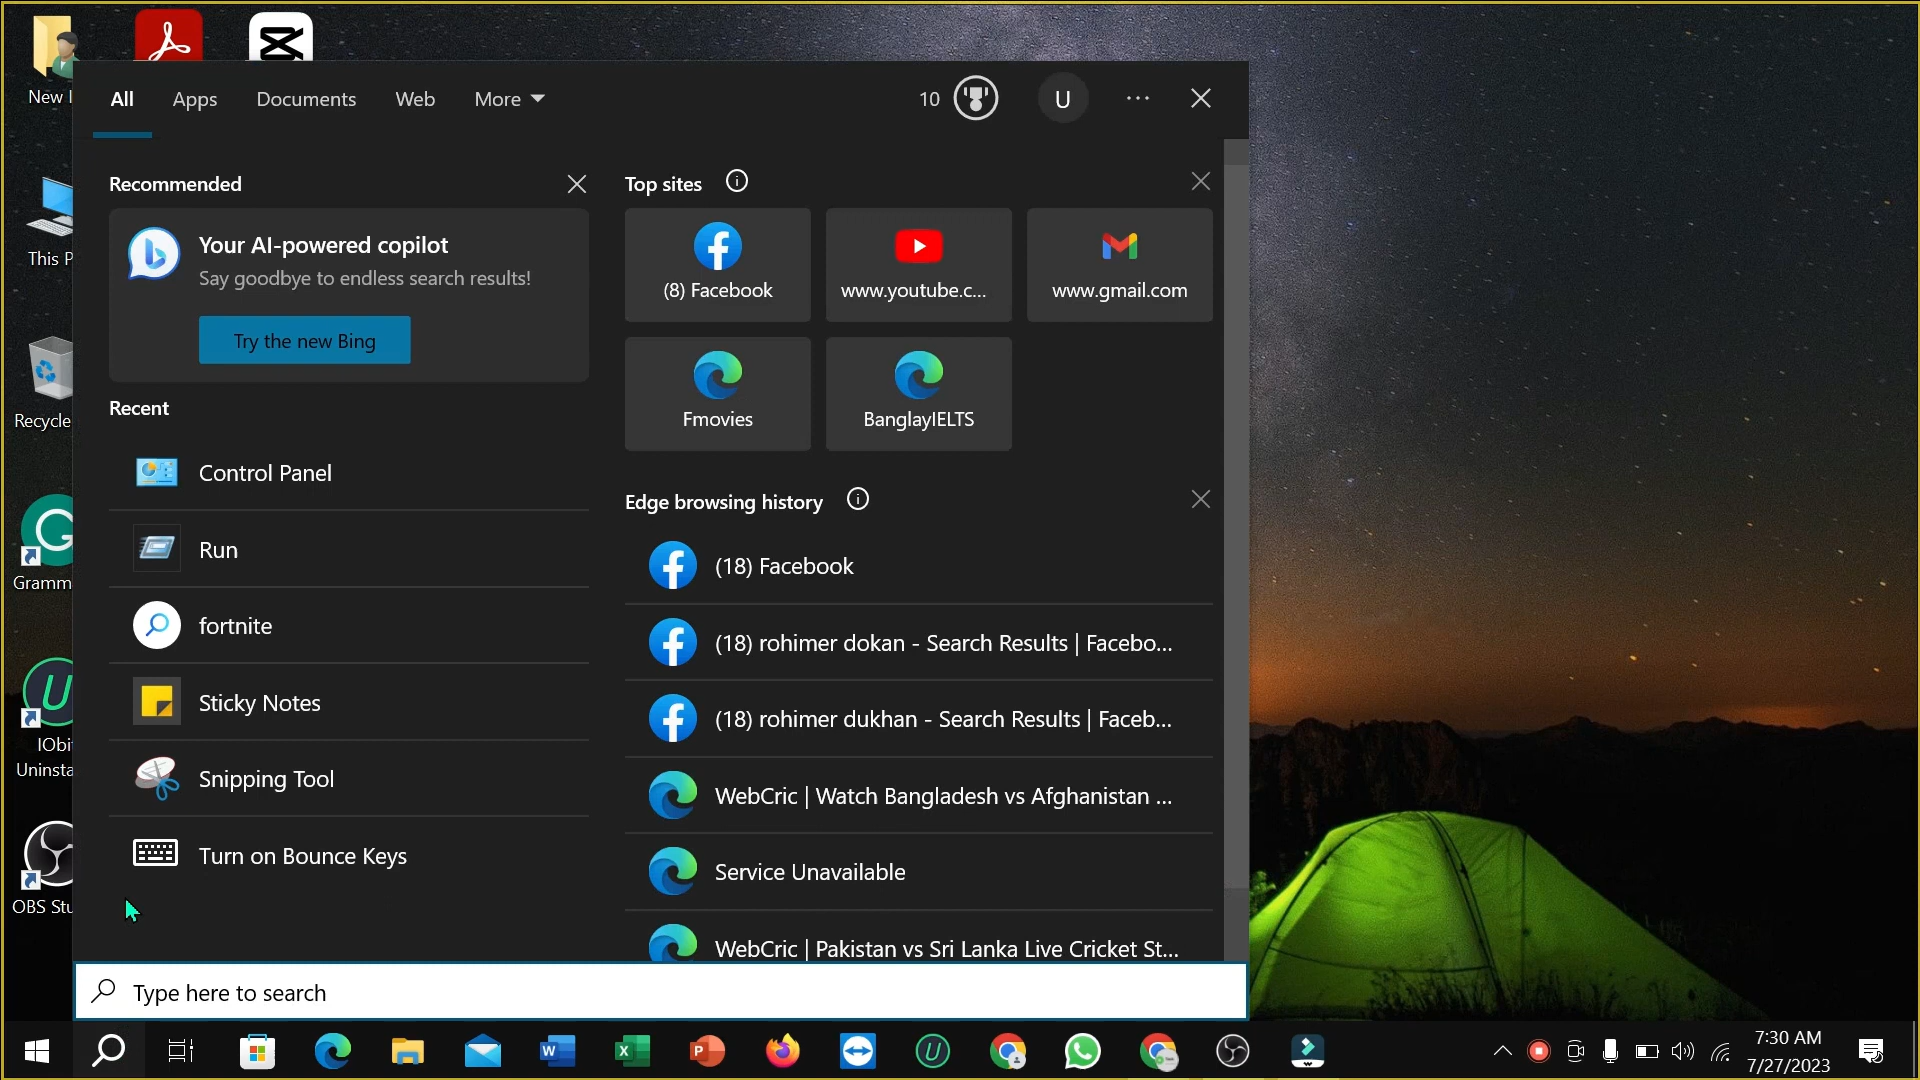 New I
This P
Recycle
Gramm
IObit
Uninsta
OBS Stu
All
Apps
Documents
Web
More
10
U
Recommended
Your AI-powered copilot
Say goodbye to endless search results!
Try the new Bing
Recent
Control Panel
Run
fortnite
Sticky Notes
Snipping Tool
Turn on Bounce Keys
Top sites
(8) Facebook
www.youtube.c...
www.gmail.com
Fmovies
BanglayIELTS
Edge browsing history
(18) Facebook
(18) rohimer dokan - Search Results | Facebo...
(18) rohimer dukhan - Search Results | Faceb...
WebCric | Watch Bangladesh vs Afghanistan ...
Service Unavailable
WebCric | Pakistan vs Sri Lanka Live Cricket St...
Type here to search
7:30 AM
7/27/2023